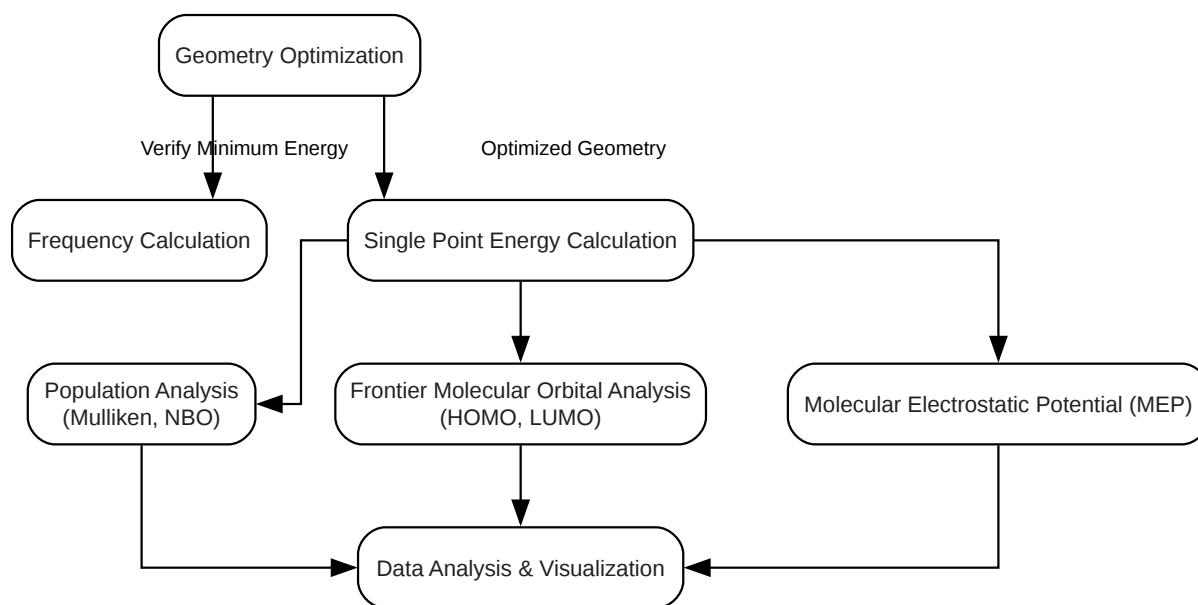 Geometry Optimization
Verify Minimum Energy
Optimized Geometry
Frequency Calculation
Single Point Energy Calculation
Population Analysis
(Mulliken, NBO)
Frontier Molecular Orbital Analysis
(HOMO, LUMO)
Molecular Electrostatic Potential (MEP)
Data Analysis & Visualization